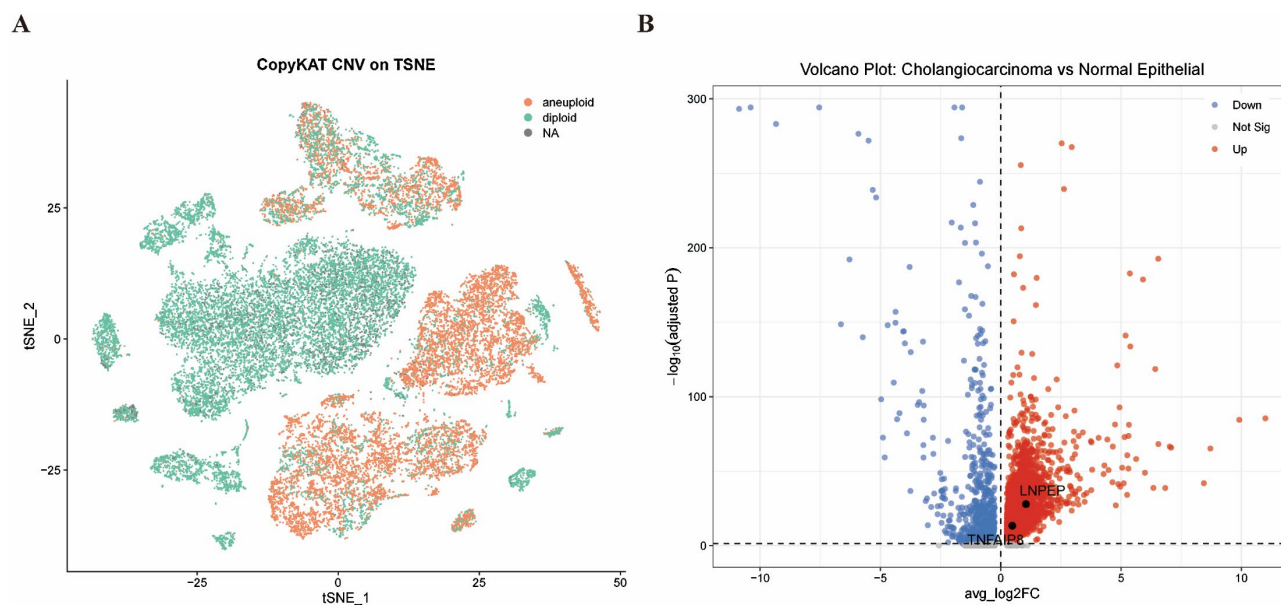 A
CopyKAT CNV on TSNE
aneuploid
diploid
NA
25
0
−25
tSNE_2
−25
0
25
50
tSNE_1
B
Volcano Plot: Cholangiocarcinoma vs Normal Epithelial
Down
Not Sig
Up
300
200
100
0
−log10(adjusted P)
LNPEP
TNFAIP8
−10
−5
0
5
10
avg_log2FC